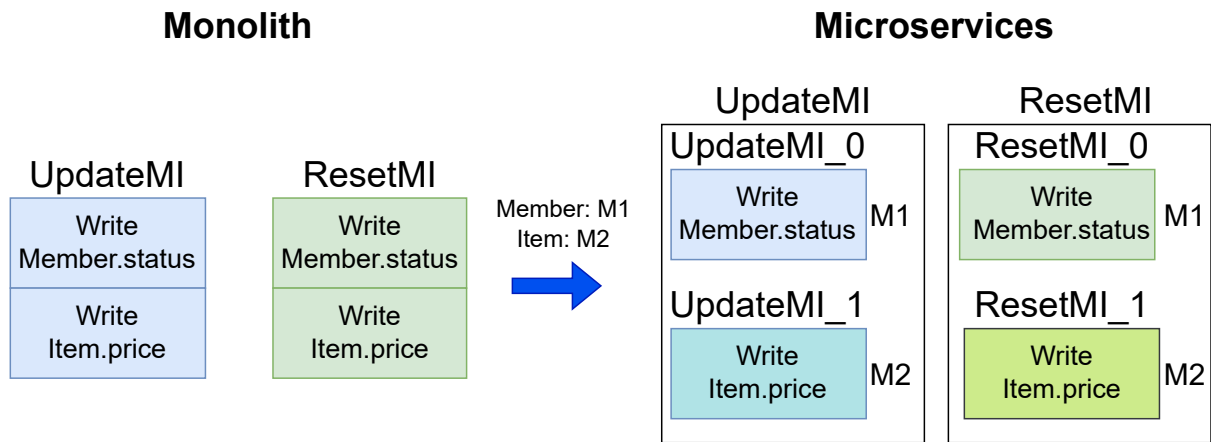 Monolith
Microservices
UpdateMI
ResetMI
Write
Member.status
Write
Item.price
Write
Member.status
Write
Item.price
Member: M1
Item: M2
UpdateMI
UpdateMI_0
Write
Member.status
M1
UpdateMI_1
Write
Item.price
M2
ResetMI
ResetMI_0
Write
Member.status
M1
ResetMI_1
Write
Item.price
M2